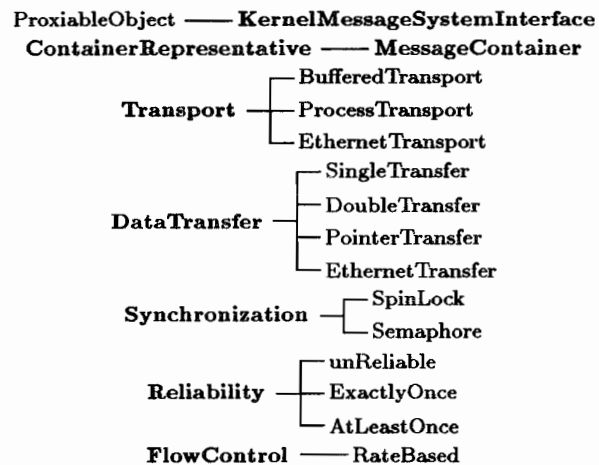 ProxiableObject KernelMessageSystemInterface
ContainerRepresentative MessageContainer
BufferedTransport
Transport ProcessTransport
EthernetTransport
SingleTransfer
DoubleTransfer
DataTransfer
PointerTransfer
EthernetTransfer
SpinLock
Synchronization
Semaphore
unReliable
Reliability ExactlyOnce
AtLeastOnce
FlowControl RateBased